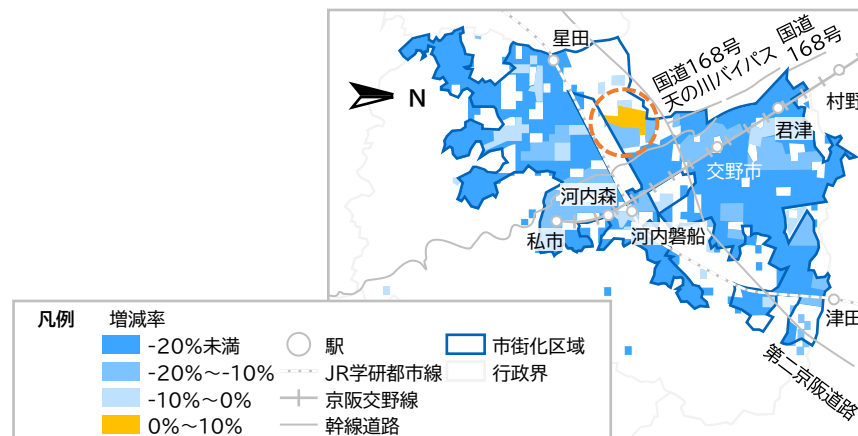 星田
国道168号
天の川バイパス
国道
168号
N
村野
君津
交野市
河内森
私市
河内磐船
津田
第二京阪道路
凡例 増減率
-20%未満
-20%～-10%
-10%～0%
0%～10%
駅
JR学研都市線
京阪交野線
幹線道路
市街化区域
行政界